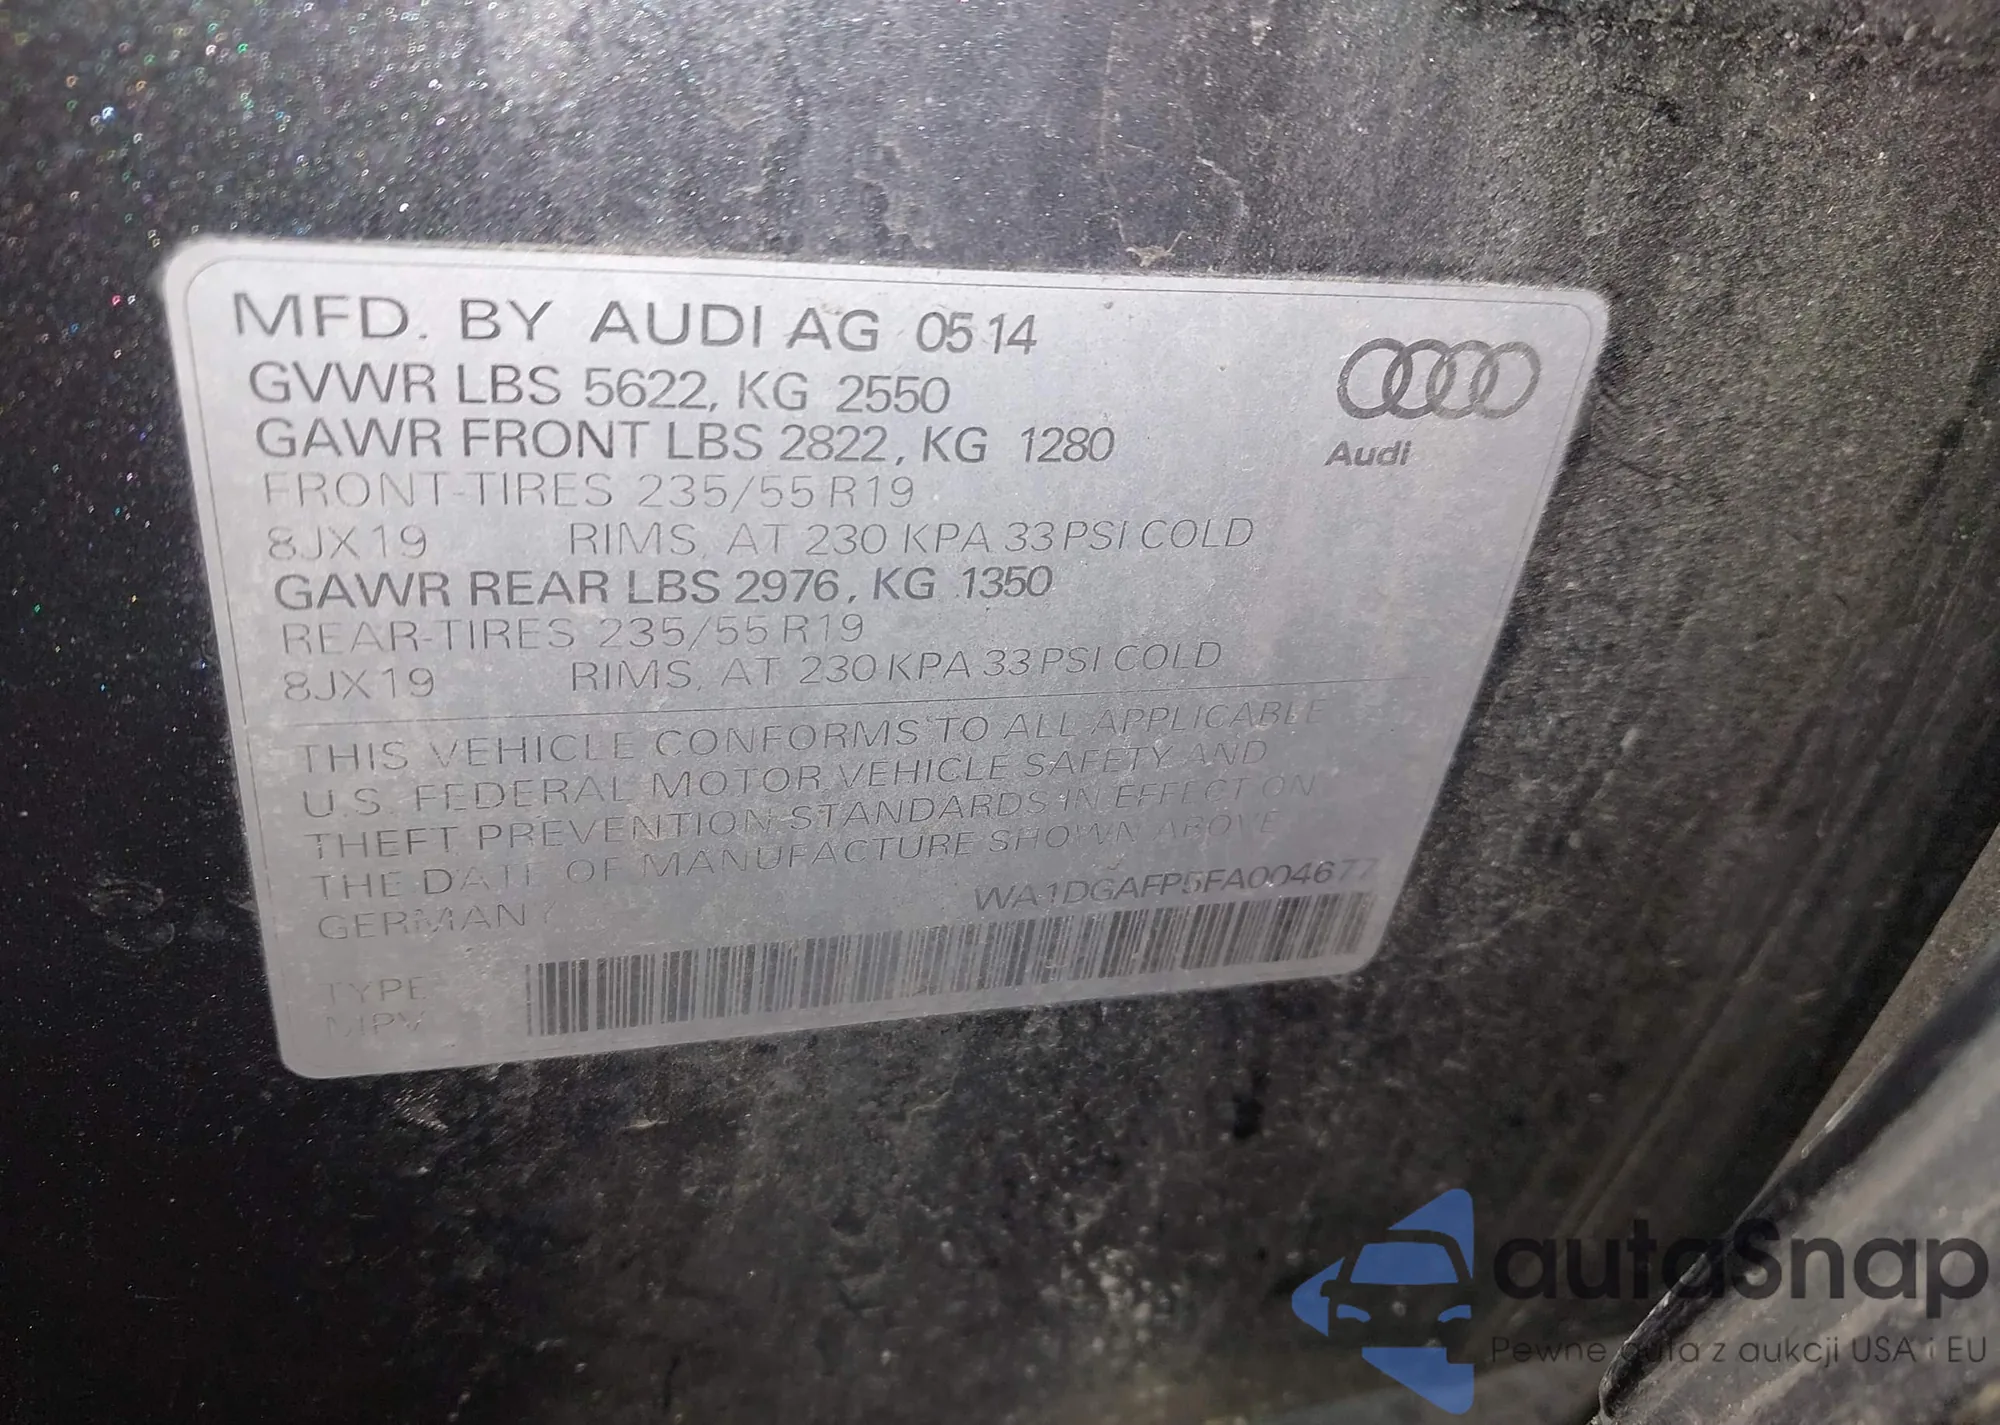 MFD. BY AUDI AG 05 14
GVWR LBS 5622, KG 2550
GAWR FRONT LBS 2822, KG 1280
FRONT-TIRES 235/55 R19
8JX19 RIMS, AT 230 KPA 33 PSI COLD
GAWR REAR LBS 2976, KG 1350
REAR-TIRES 235/55 R19
8JX19 RIMS, AT 230 KPA 33 PSI COLD
Audi
THIS VEHICLE CONFORMS TO ALL APPLICABLE
U.S. FEDERAL MOTOR VEHICLE SAFETY AND
THEFT PREVENTION STANDARDS IN EFFECT ON
THE DATE OF MANUFACTURE SHOWN ABOVE
GERMANY
WA1DGAFP5FA004677
TYPE
MPV
autaSnap
Pewne auta z aukcji USA i EU